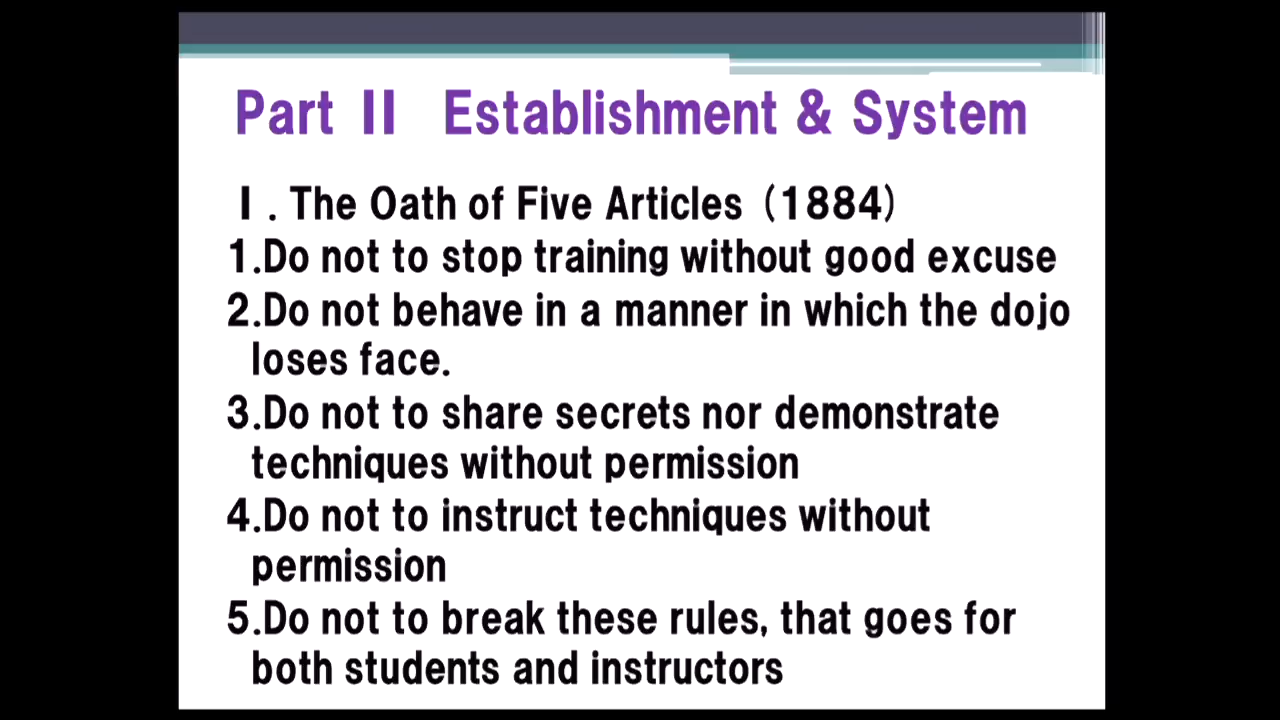 Part II Establishment & System
I. The Oath of Five Articles (1884)
1.Do not to stop training without good excuse
2.Do not behave in a manner in which the dojo
loses face.
3.Do not to share secrets nor demonstrate
techniques without permission
4.Do not to instruct techniques without
permission
5.Do not to break these rules, that goes for
both students and instructors